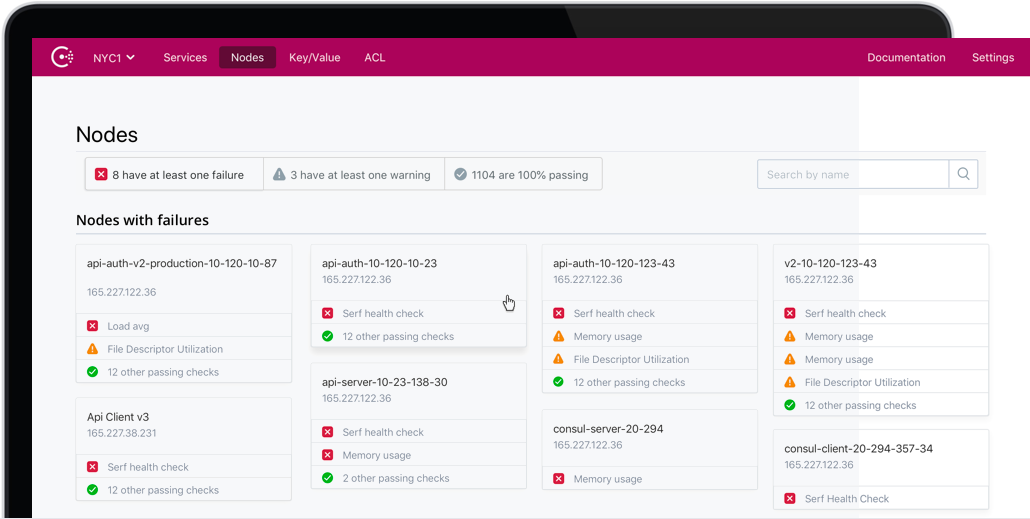 NYC1 Services Nodes Key/Value ACL Documentation Settings
Nodes
8 have at least one failure 3 have at least one warning 1104 are 100% passing Search by name
Nodes with failures
api-auth-v2-production-10-120-10-87
165.227.122.36
Load avg
File Descriptor Utilization
12 other passing checks
Api Client v3
165.227.38.231
Serf health check
12 other passing checks
api-auth-10-120-10-23
165.227.122.36
Serf health check
12 other passing checks
api-server-10-23-138-30
165.227.122.36
Serf health check
Memory usage
2 other passing checks
api-auth-10-120-123-43
165.227.122.36
Serf health check
Memory usage
File Descriptor Utilization
12 other passing checks
consul-server-20-294
165.227.122.36
Memory usage
v2-10-120-123-43
165.227.122.36
Serf health check
Memory usage
Memory usage
File Descriptor Utilization
12 other passing checks
consul-client-20-294-357-34
165.227.122.36
Serf Health Check